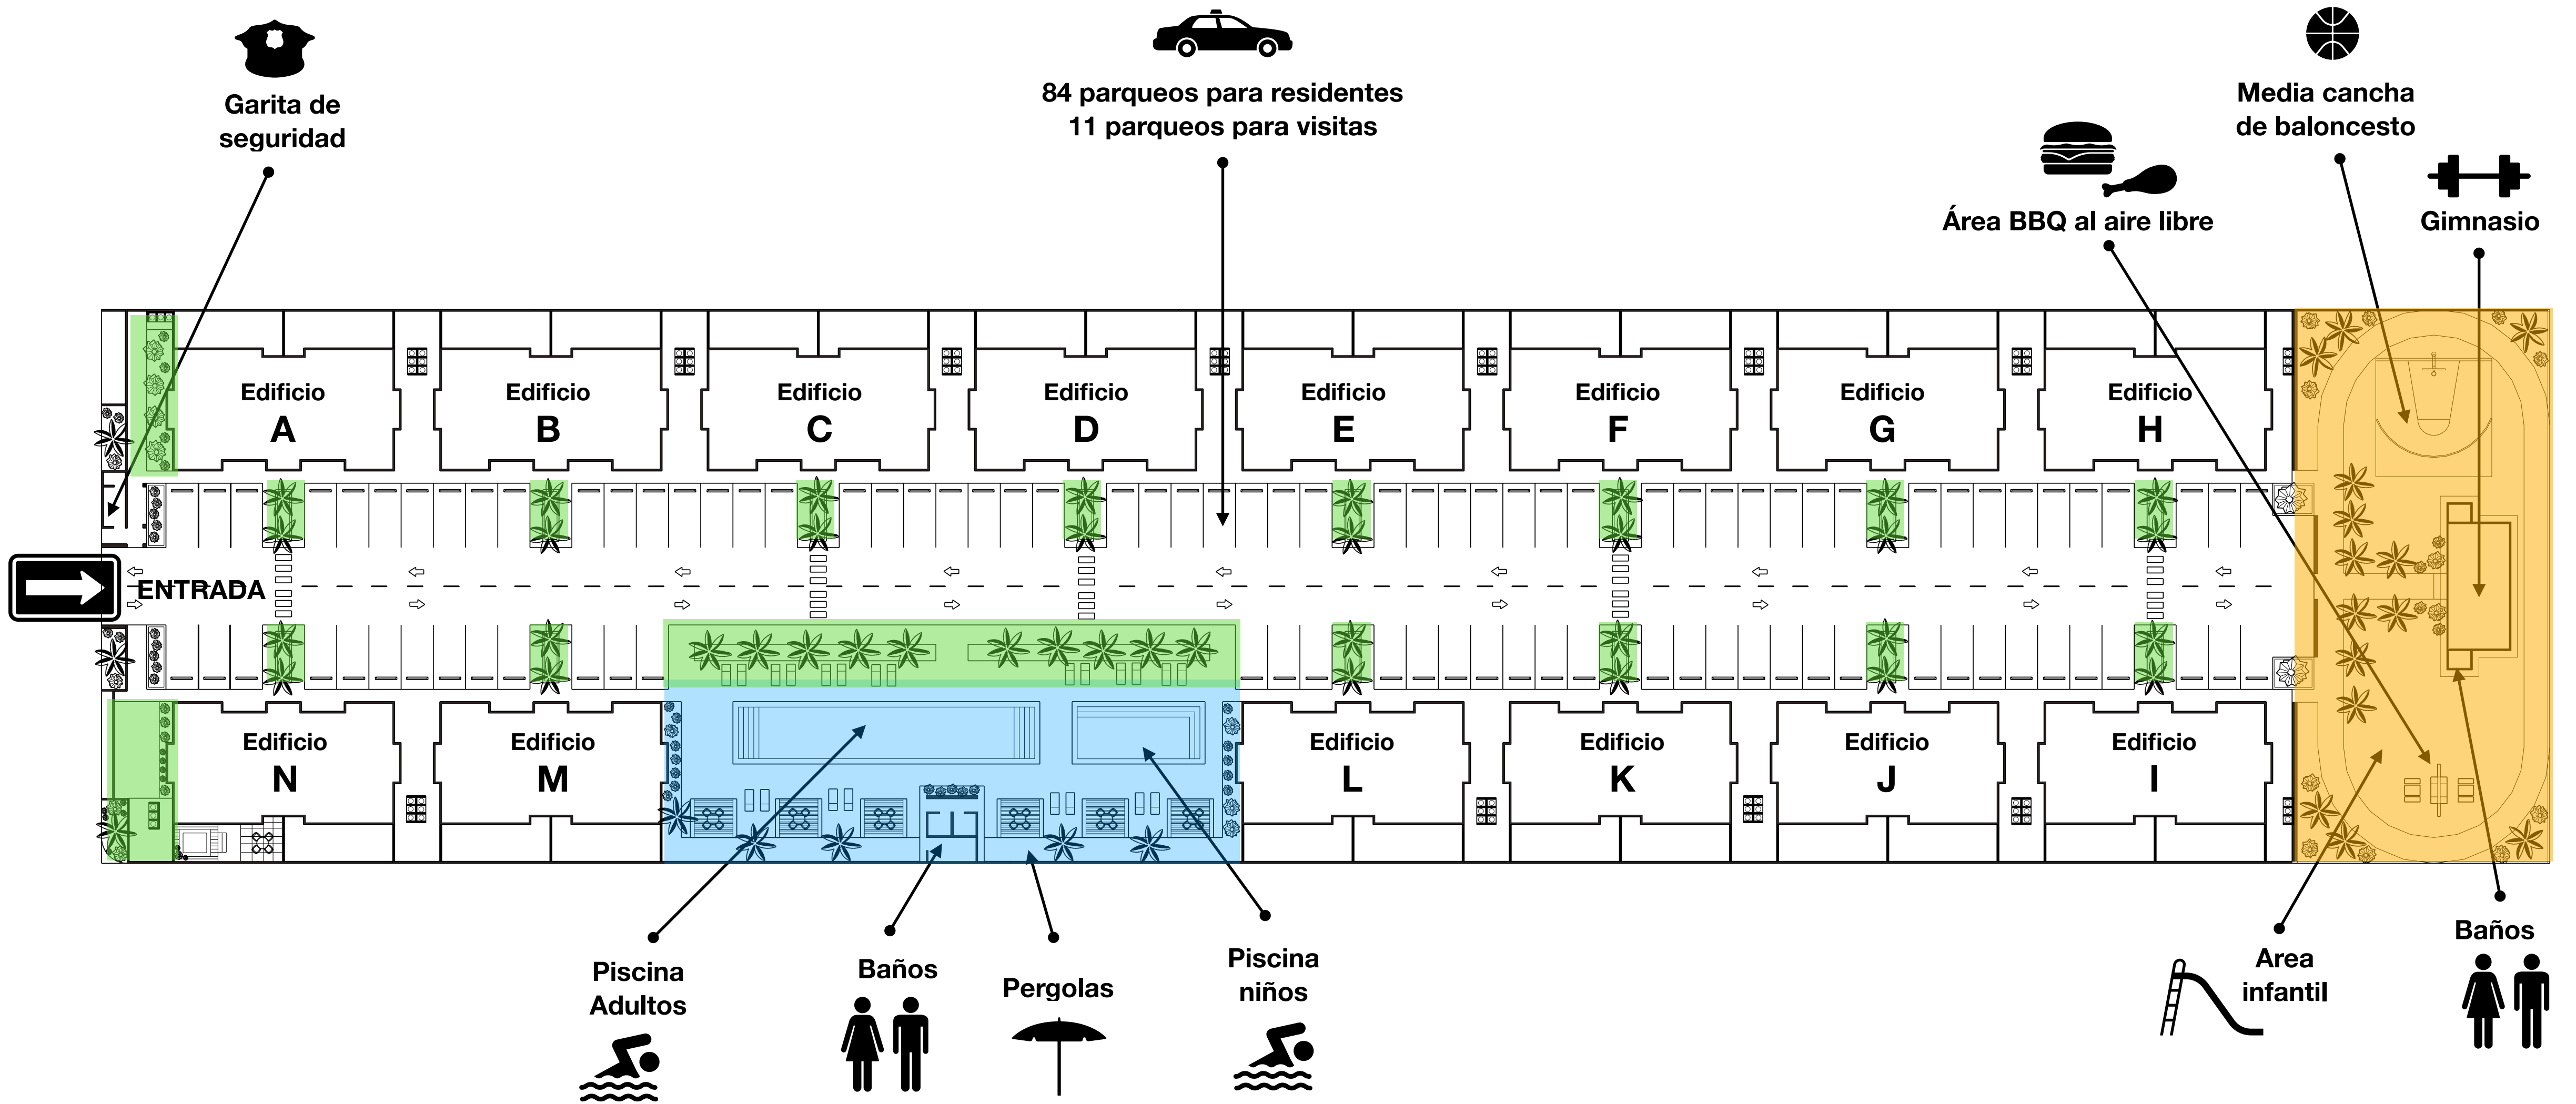 Garita de
seguridad
84 parqueos para residentes
11 parqueos para visitas
Media cancha
de baloncesto
Área BBQ al aire libre
Gimnasio
Edificio
A
Edificio
B
Edificio
C
Edificio
D
Edificio
E
Edificio
F
Edificio
G
Edificio
H
ENTRADA
Edificio
N
Edificio
M
Edificio
L
Edificio
K
Edificio
J
Edificio
I
Piscina
Adultos
Baños
Pergolas
Piscina
niños
Area
infantil
Baños